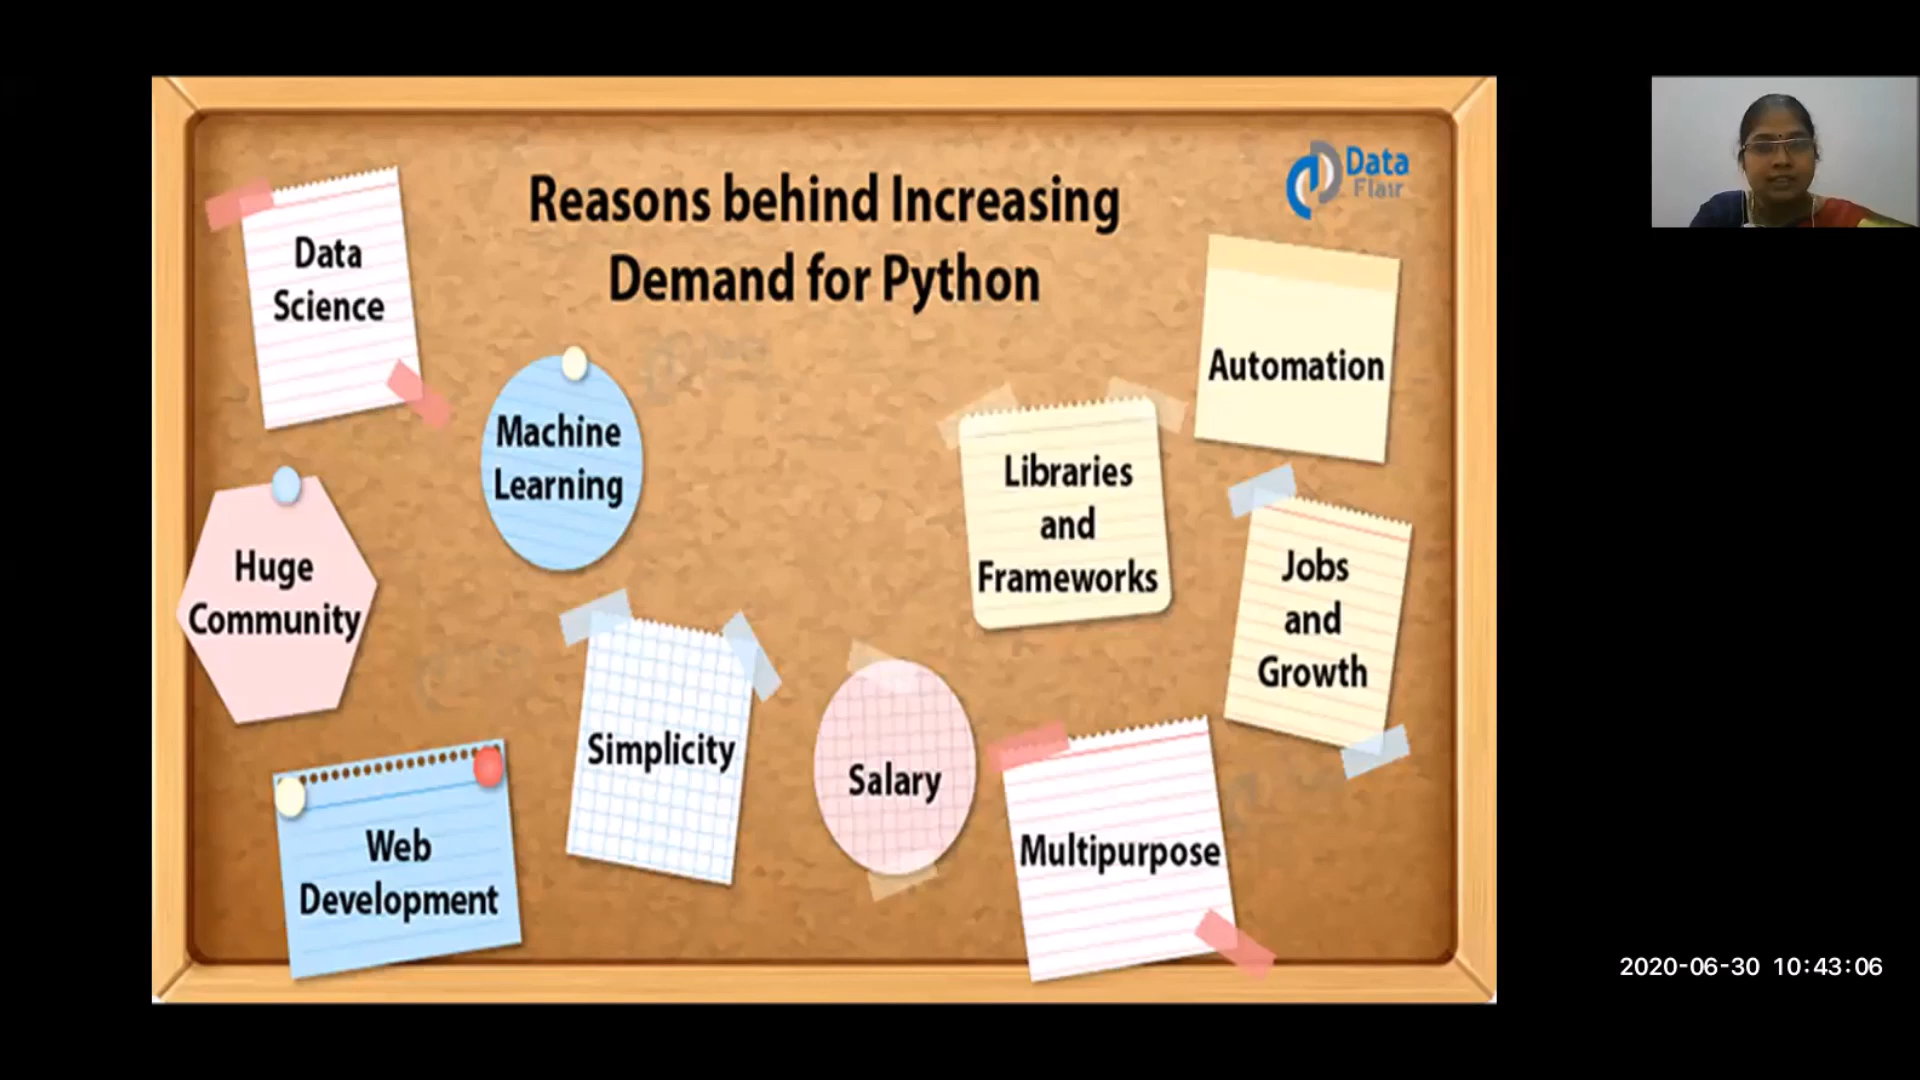 Reasons behind Increasing
Demand for Python
Data
Flair
Data
Science
Machine
Learning
Automation
Libraries
and
Frameworks
Huge
Community
Jobs
and
Growth
Simplicity
Salary
Multipurpose
Web
Development
2020-06-30 10:43:06